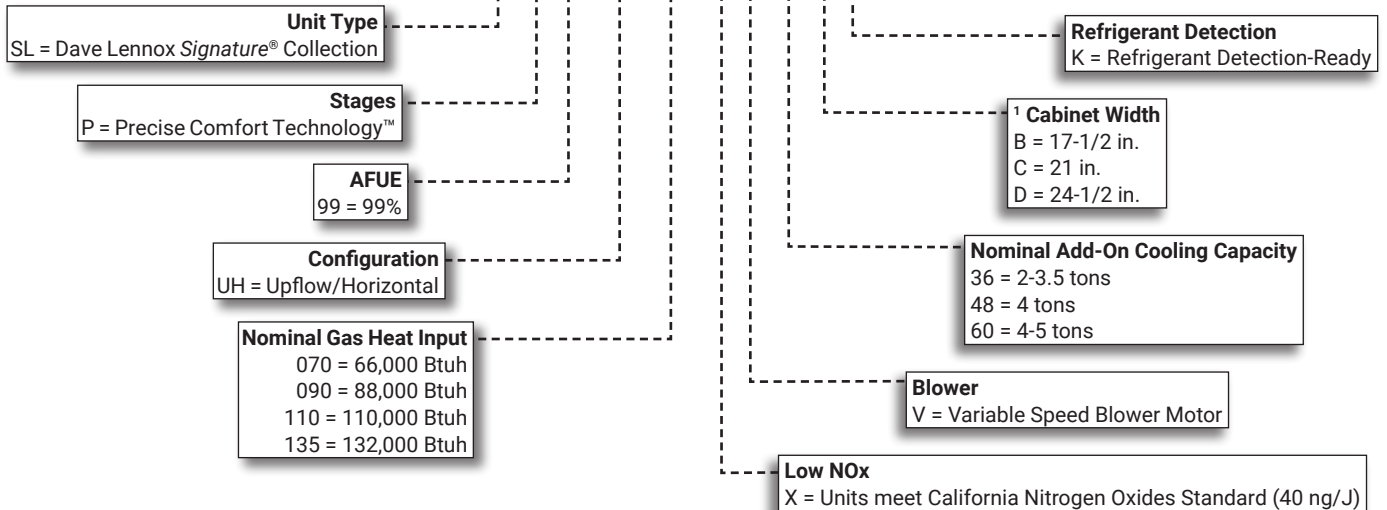 Unit Type
SL = Dave Lennox Signature® Collection
Stages
P = Precise Comfort Technology™
AFUE
99 = 99%
Configuration
UH = Upflow/Horizontal
Nominal Gas Heat Input
070 = 66,000 Btuh
090 = 88,000 Btuh
110 = 110,000 Btuh
135 = 132,000 Btuh
Refrigerant Detection
K = Refrigerant Detection-Ready
¹ Cabinet Width
B = 17-1/2 in.
C = 21 in.
D = 24-1/2 in.
Nominal Add-On Cooling Capacity
36 = 2-3.5 tons
48 = 4 tons
60 = 4-5 tons
Blower
V = Variable Speed Blower Motor
Low NOx
X = Units meet California Nitrogen Oxides Standard (40 ng/J)